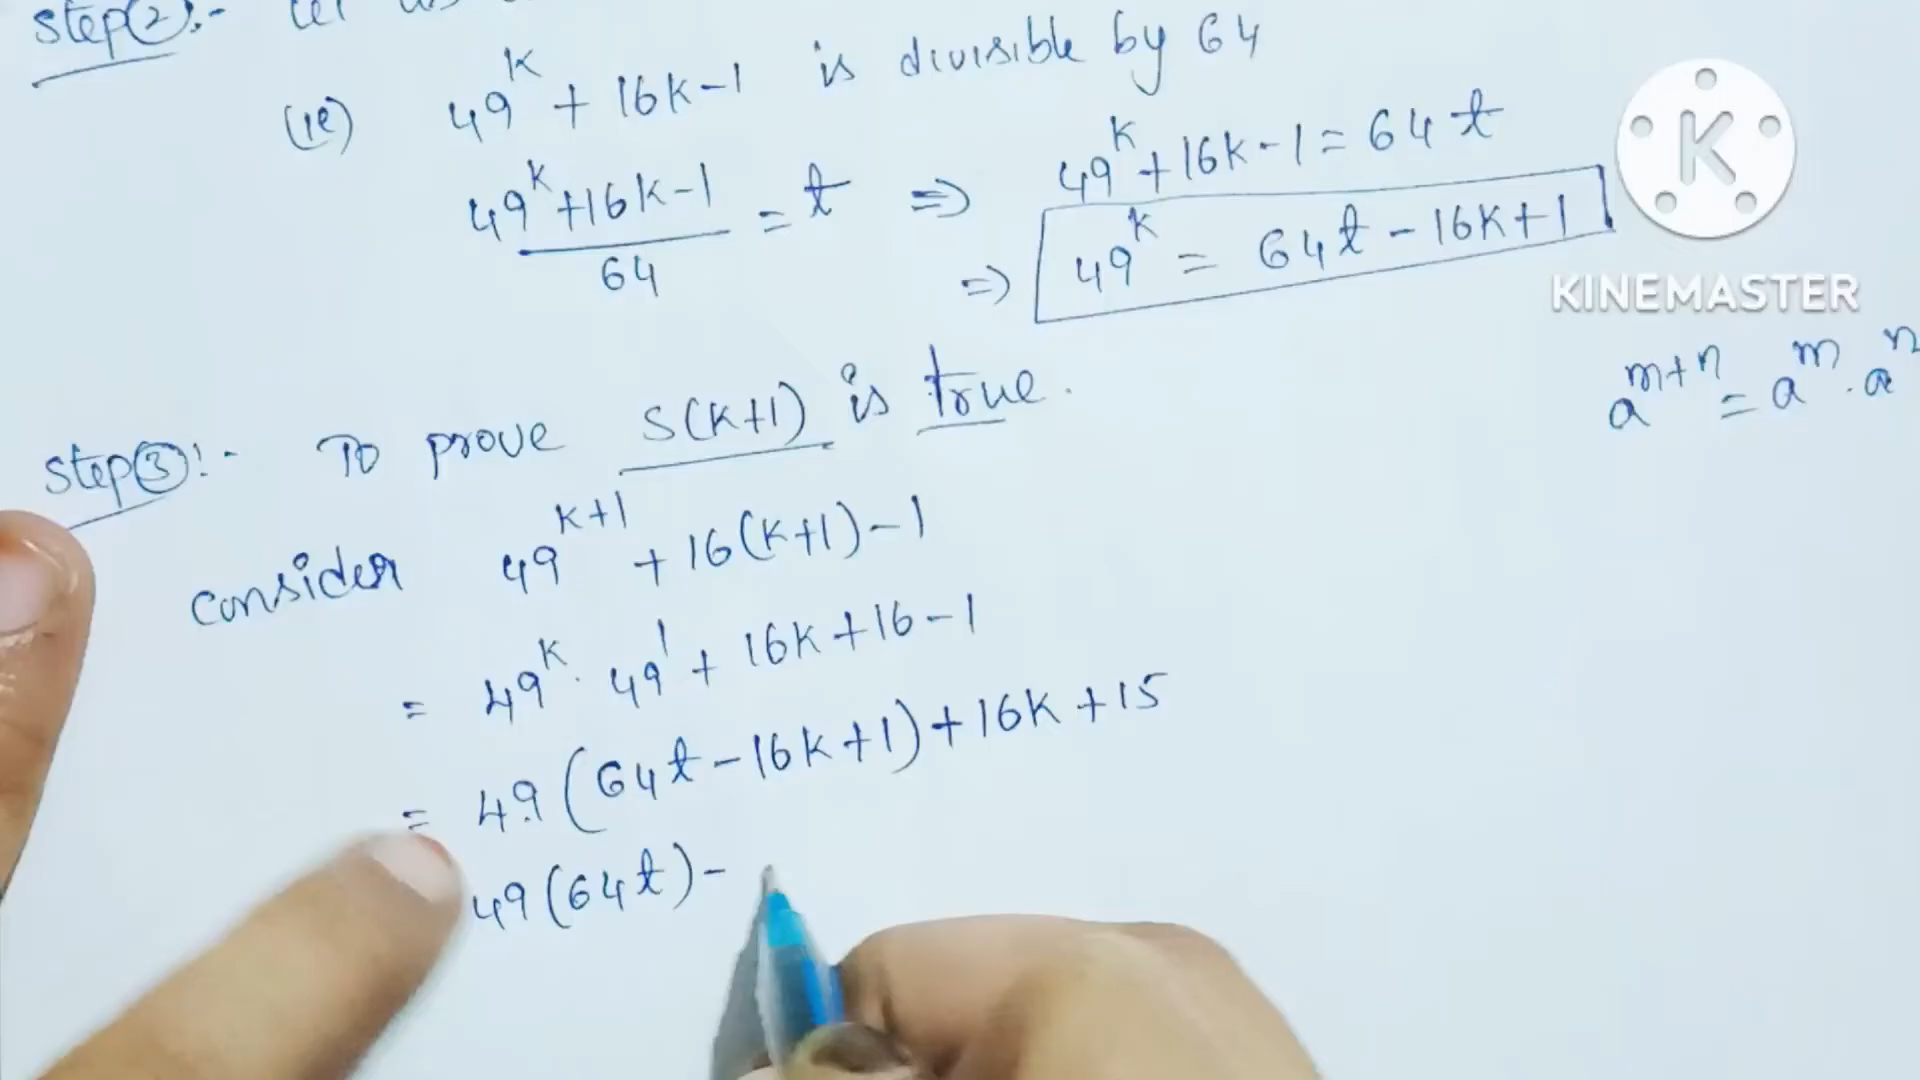 step②:- let us
(ie) 49^k + 16k-1 is divisible by 64
(49^k+16k-1)/64 = t ⇒ 49^k+16k-1 = 64t
⇒ 49^k = 64t - 16k+1
KINEMASTER
a^(m+n) = a^m . a^n
step③:- To prove S(k+1) is true.
consider 49^(k+1) + 16(k+1)-1
= 49^k . 49^1 + 16k+16-1
= 49(64t-16k+1)+16k+15
49(64t)-